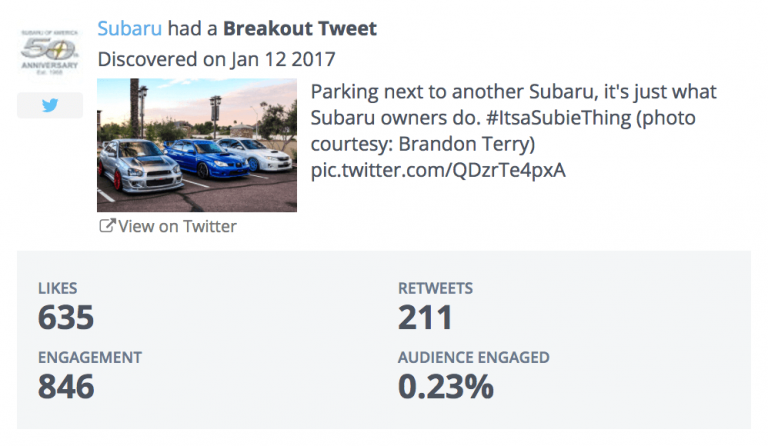 SUBARU OF AMERICA
50th
ANNIVERSARY
Est. 1968
Subaru had a Breakout Tweet
Discovered on Jan 12 2017
Parking next to another Subaru, it's just what
Subaru owners do. #ItsaSubieThing (photo
courtesy: Brandon Terry)
pic.twitter.com/QDzrTe4pxA
View on Twitter
LIKES
635
RETWEETS
211
ENGAGEMENT
846
AUDIENCE ENGAGED
0.23%